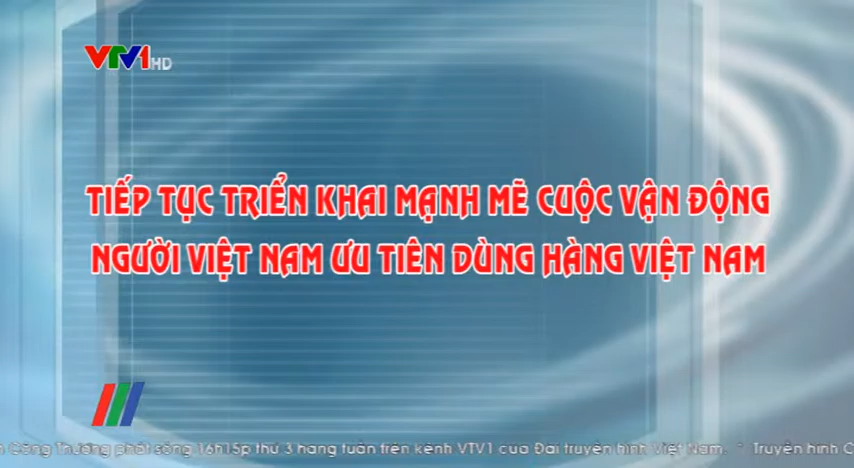 VTV1 HD
TIẾP TỤC TRIỂN KHAI MẠNH MẼ CUỘC VẬN ĐỘNG
NGƯỜI VIỆT NAM ƯU TIÊN DÙNG HÀNG VIỆT NAM
Công Thương phát sóng 16h15p thứ 3 hàng tuần trên kênh VTV1 của Đài truyền hình Việt Nam. * Truyền hình C